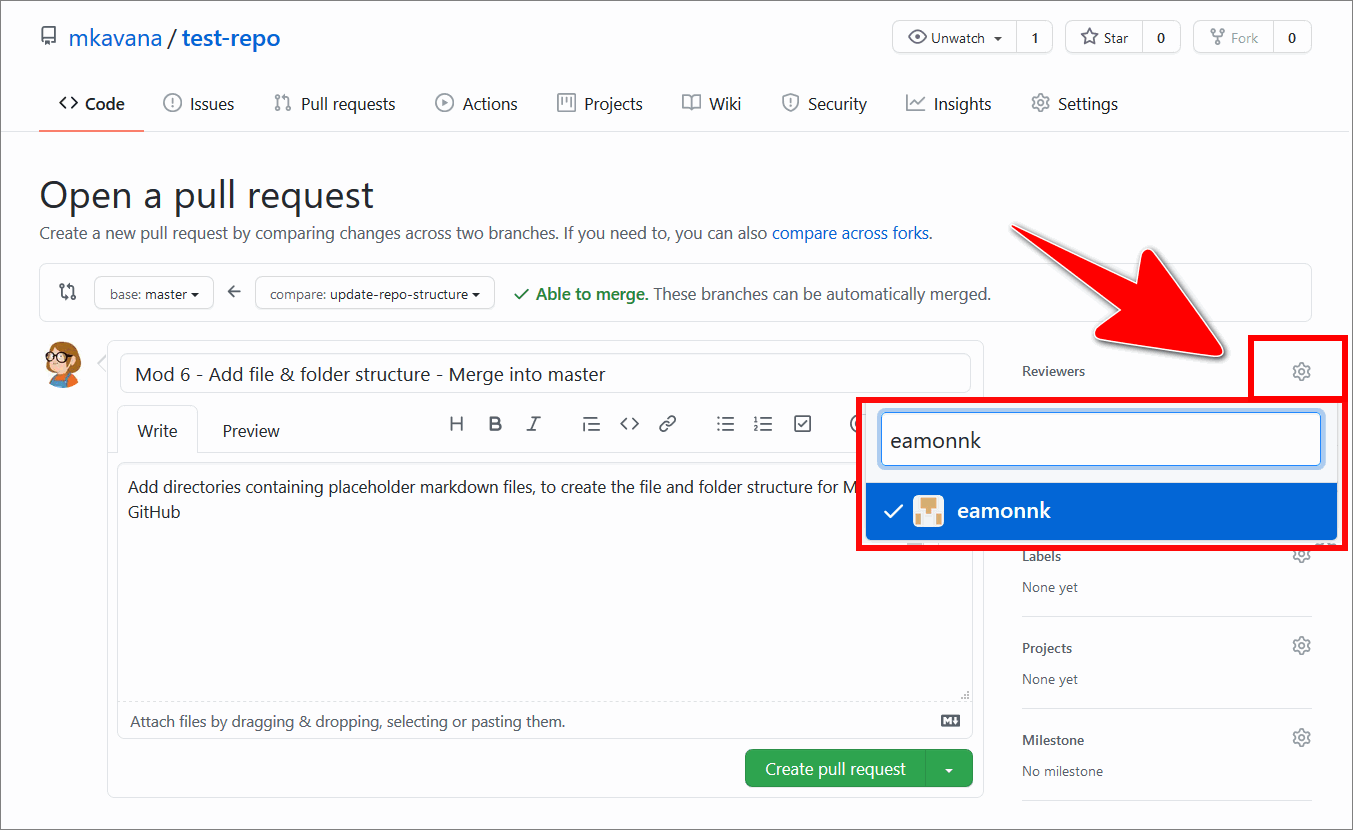 mkavana / test-repo
Unwatch 1 Star 0 Fork 0
Code Issues Pull requests Actions Projects Wiki Security Insights Settings
Open a pull request
Create a new pull request by comparing changes across two branches. If you need to, you can also compare across forks.
base: master compare: update-repo-structure Able to merge. These branches can be automatically merged.
Mod 6 - Add file & folder structure - Merge into master
Write Preview H B I
Add directories containing placeholder markdown files, to create the file and folder structure for M
GitHub
Attach files by dragging & dropping, selecting or pasting them.
Create pull request
Reviewers
eamonnk
eamonnk
Labels
None yet
Projects
None yet
Milestone
No milestone